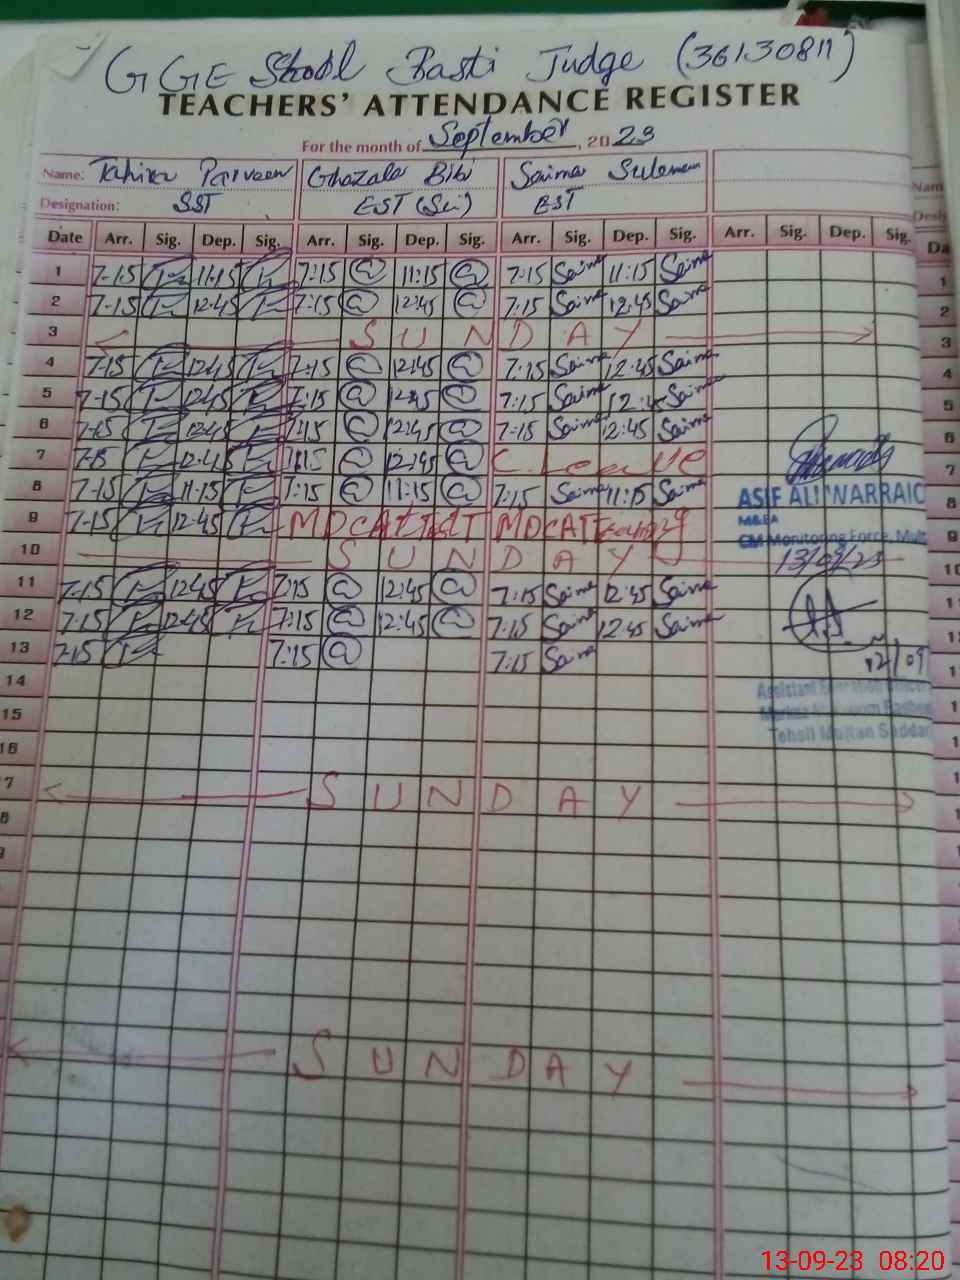 G GE School Basti Judge (36130811)
TEACHERS' ATTENDANCE REGISTER
For the month of September, 2023
Name: Tahira Parveen Ghazala Bibi Saima Suleman
Designation: SST EST (Sci) EST
Date Arr. Sig. Dep. Sig. Arr. Sig. Dep. Sig. Arr. Sig. Dep. Sig. Arr. Sig. Dep. Sig.
1 7-15 11:15 7:15 @ 11:15 @ 7:15 Saima 11:15 Saima
2 7-15 12:45 7:15 @ 12:45 @ 7:15 Saima 12:45 Saima
3 SUNDAY
4 7-15 12:45 7:15 @ 12:45 @ 7:15 Saima 12:45 Saima
5 7-15 12:45 7:15 @ 12:45 @ 7:15 Saima 12:45 Saima
6 7-15 12:45 7:15 @ 12:45 @ 7:15 Saima 12:45 Saima
7 7-15 12:45 7:15 @ 12:45 @ C. Leave
8 7-15 11:15 7:15 @ 11:15 @ 7:15 Saima 11:15 Saima
9 7-15 12:45 MDCAT Test MDCAT
10 SUNDAY
11 7-15 12:45 7:15 @ 12:45 @ 7:15 Saima 12:45 Saima
12 7:15 12:45 7:15 @ 12:45 @ 7:15 Saima 12:45 Saima
13 7-15 7:15 @ 7:15 Saima
14
15
16
17 SUNDAY
SUNDAY
ASIF ALI WARRAIC
M&EA
CM Monitoring Force, Mult
13/09/23
12/09
Assistant Education Officer
Tehsil Multan Saddar
13-09-23 08:20